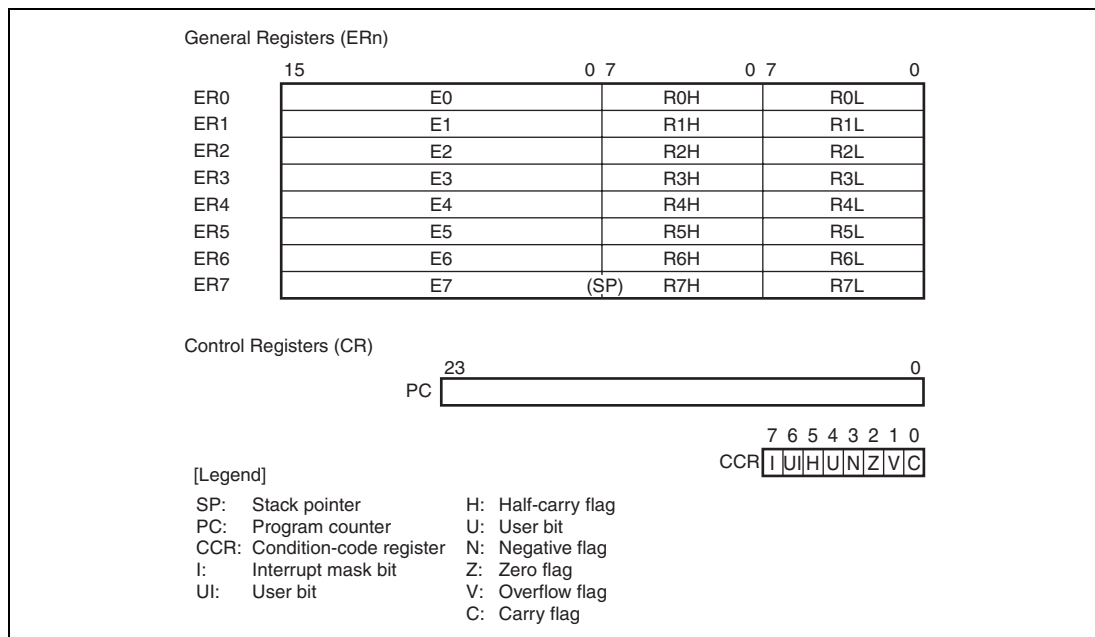 General Registers (ERn)
15 0 7 0 7 0
ER0 E0 R0H R0L
ER1 E1 R1H R1L
ER2 E2 R2H R2L
ER3 E3 R3H R3L
ER4 E4 R4H R4L
ER5 E5 R5H R5L
ER6 E6 R6H R6L
ER7 E7 (SP) R7H R7L
Control Registers (CR)
23 0
PC
7 6 5 4 3 2 1 0
CCR I UI H U N Z V C
[Legend]
SP: Stack pointer
PC: Program counter
CCR: Condition-code register
I: Interrupt mask bit
UI: User bit
H: Half-carry flag
U: User bit
N: Negative flag
Z: Zero flag
V: Overflow flag
C: Carry flag